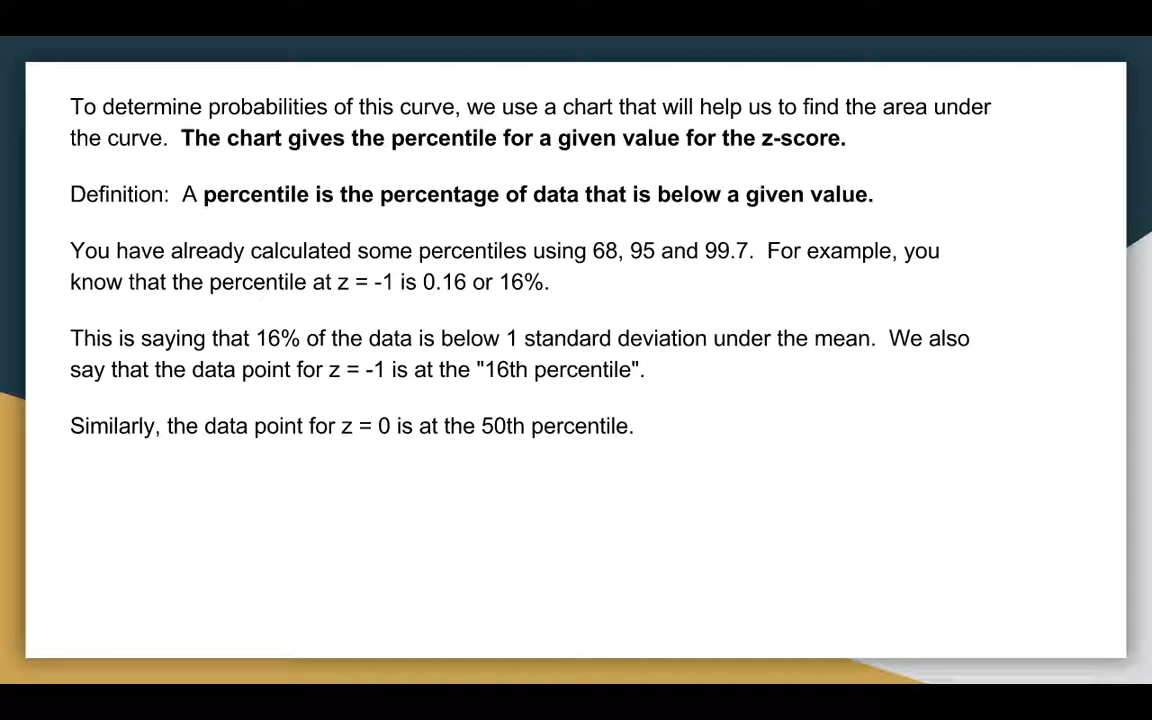 To determine probabilities of this curve, we use a chart that will help us to find the area under
the curve.  The chart gives the percentile for a given value for the z-score.
Definition:  A percentile is the percentage of data that is below a given value.
You have already calculated some percentiles using 68, 95 and 99.7.  For example, you
know that the percentile at z = -1 is 0.16 or 16%.
This is saying that 16% of the data is below 1 standard deviation under the mean.  We also
say that the data point for z = -1 is at the "16th percentile".
Similarly, the data point for z = 0 is at the 50th percentile.